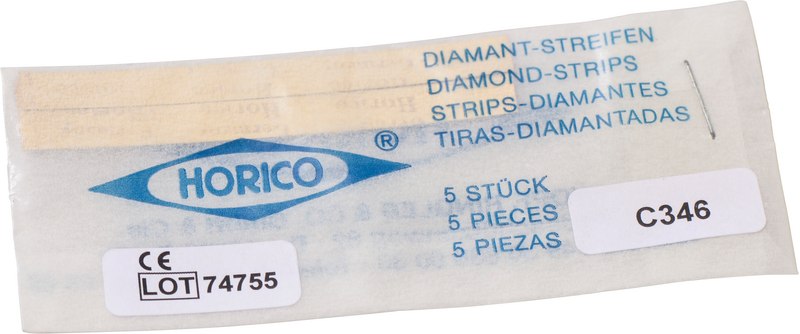 DIAMANT-STREIFEN
DIAMOND-STRIPS
STRIPS-DIAMANTES
TIRAS-DIAMANTADAS
HORICO ®
5 STÜCK
5 PIECES
5 PIEZAS
C346
CE
LOT 74755